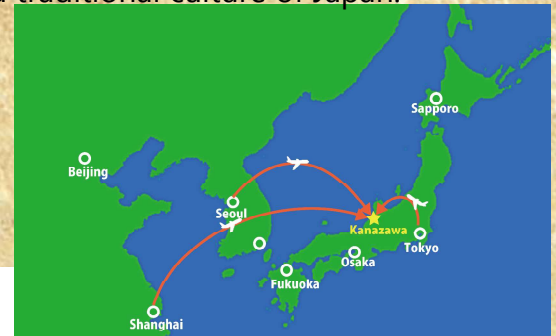 traditional culture of Japan.
Sapporo
Beijing
Seoul
Kanazawa
Tokyo
Osaka
Fukuoka
Shanghai